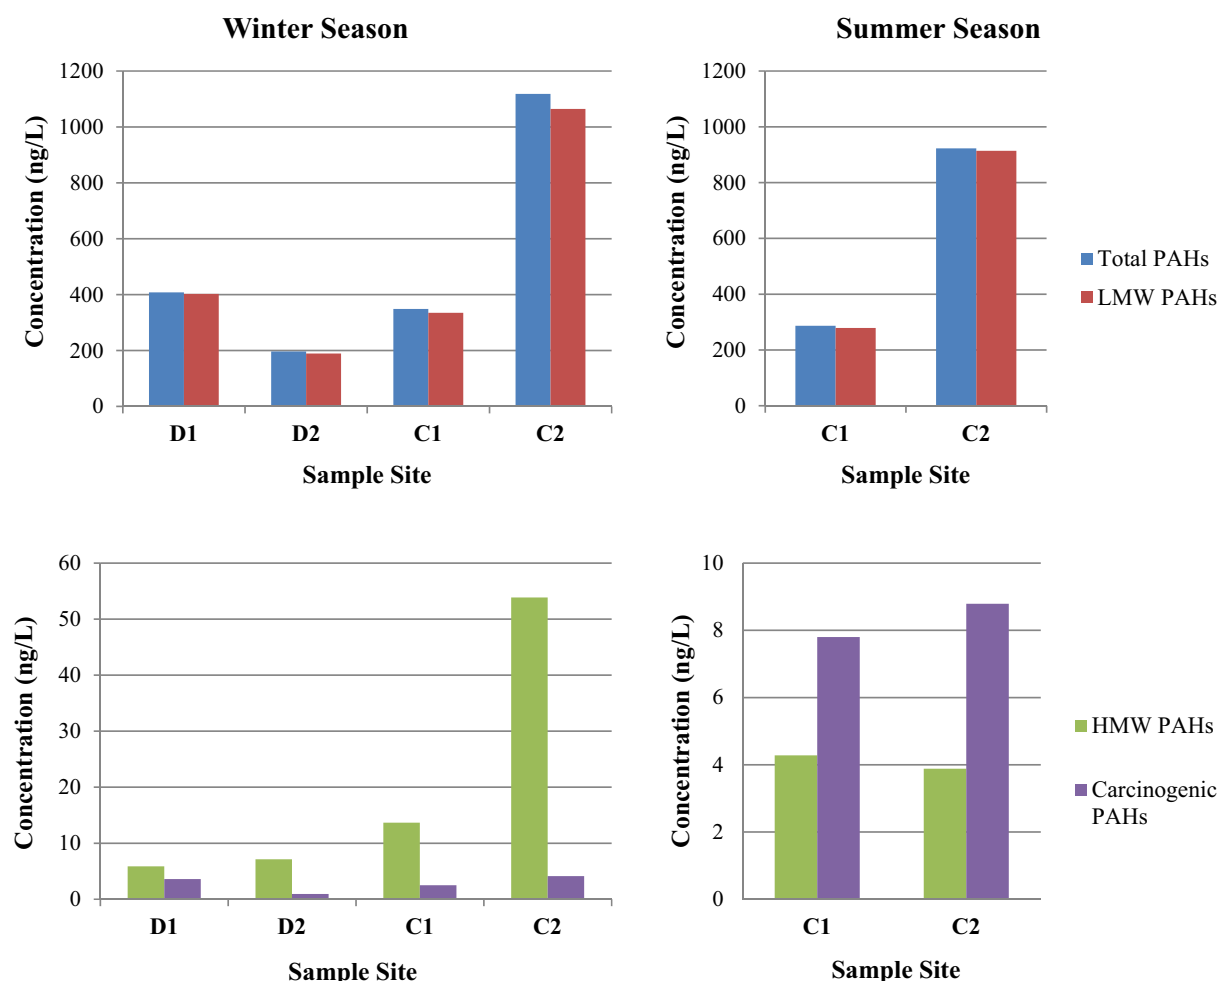 Winter Season
Summer Season
Concentration (ng/L)
1200
1000
800
600
400
200
0
D1 D2 C1 C2
Sample Site
Concentration (ng/L)
1200
1000
800
600
400
200
0
C1 C2
Sample Site
Total PAHs
LMW PAHs
Concentration (ng/L)
60
50
40
30
20
10
0
D1 D2 C1 C2
Sample Site
Concentration (ng/L)
10
8
6
4
2
0
C1 C2
Sample Site
HMW PAHs
Carcinogenic
PAHs